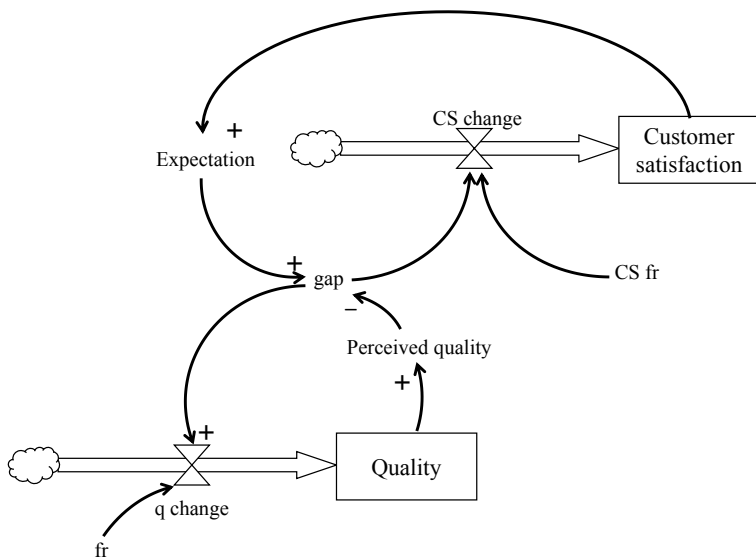 CS change
Customer
satisfaction
+
Expectation
+
gap
CS fr
−
Perceived quality
+
+
Quality
q change
fr